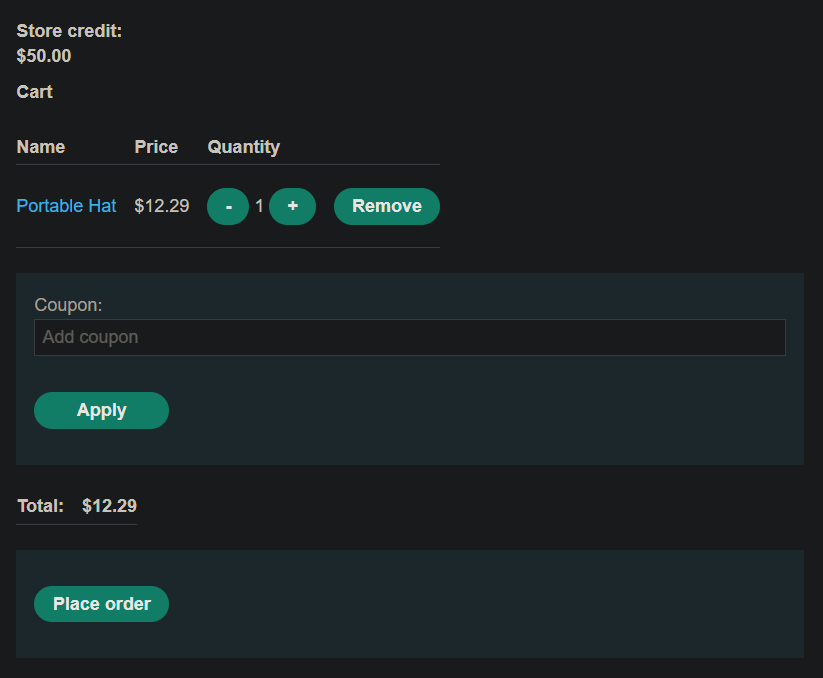 Store credit:
$50.00
Cart
Name Price Quantity
Portable Hat $12.29 - 1 + Remove
Coupon:
Add coupon
Apply
Total: $12.29
Place order